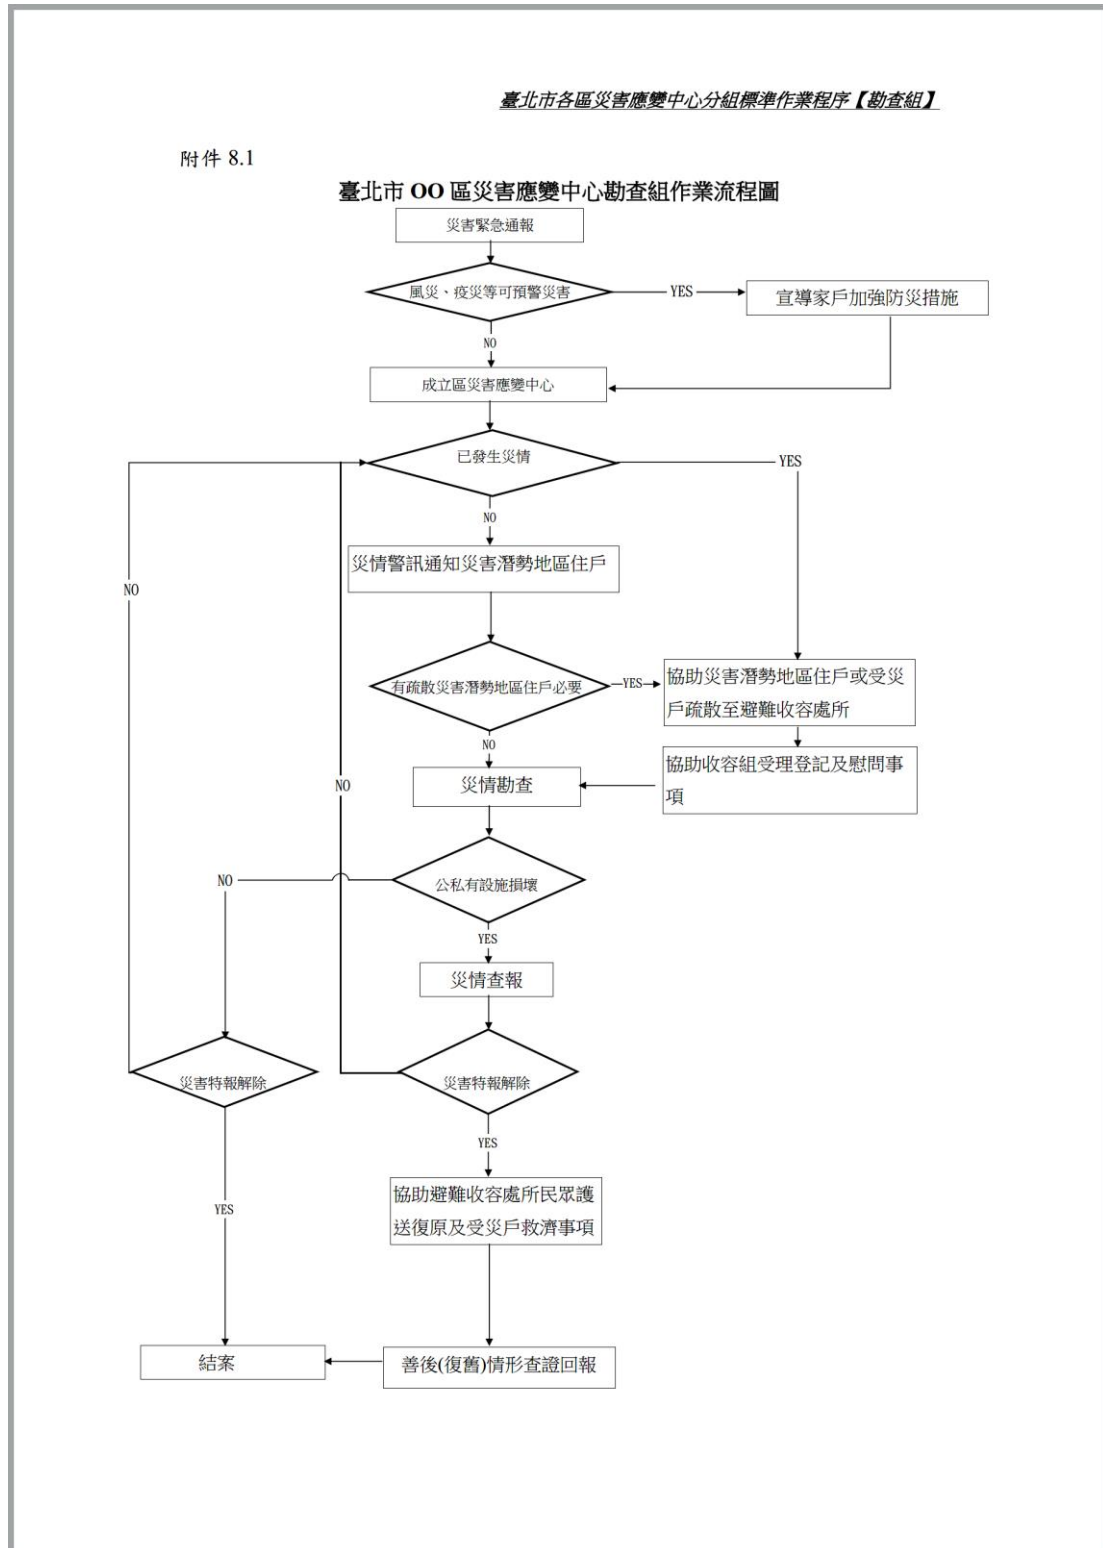 臺北市各區災害應變中心分組標準作業程序【勘查組】
附件 8.1
臺北市 OO 區災害應變中心勘查組作業流程圖
災害緊急通報
風災、疫災等可預警災害
YES
宣導家戶加強防災措施
NO
成立區災害應變中心
已發生災情
YES
NO
災情警訊通知災害潛勢地區住戶
NO
有疏散災害潛勢地區住戶必要
YES
協助災害潛勢地區住戶或受災
戶疏散至避難收容處所
NO
災情勘查
協助收容組受理登記及慰問事
項
NO
公私有設施損壞
NO
YES
災情查報
災害特報解除
災害特報解除
YES
YES
協助避難收容處所民眾護
送復原及受災戶救濟事項
結案
善後(復舊)情形查證回報